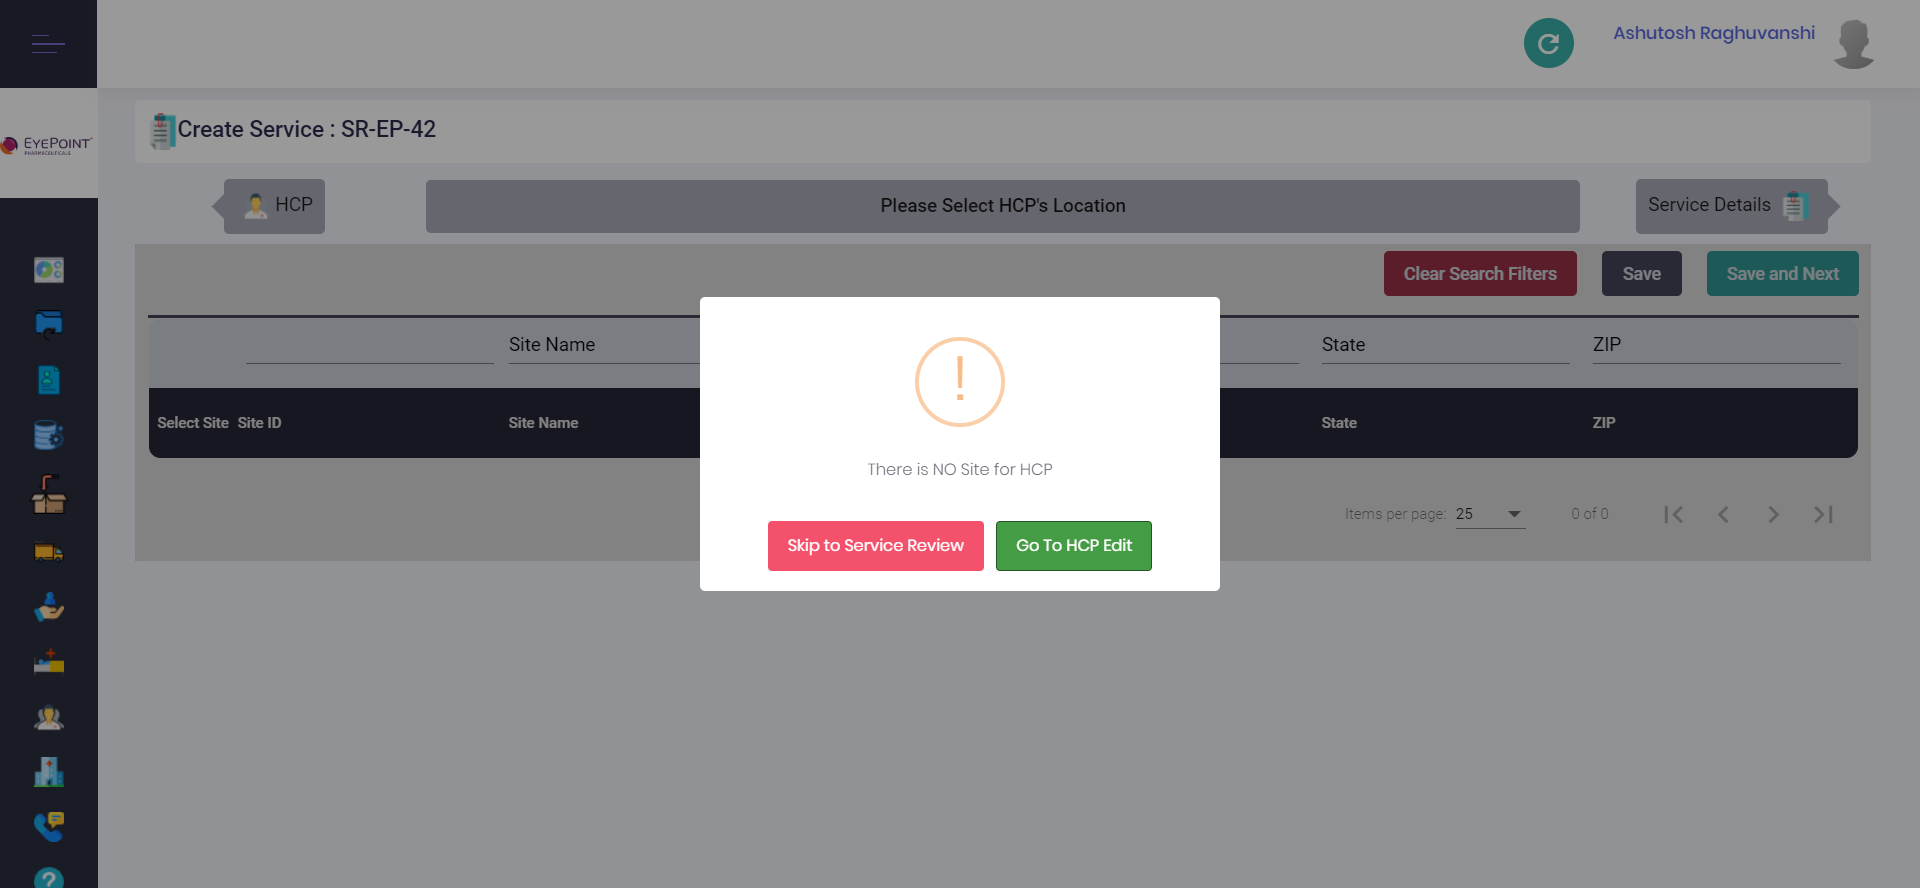 Ashutosh Raghuvanshi
EYEPOINT
PHARMACEUTICALS
Create Service : SR-EP-42
HCP
Please Select HCP's Location
Service Details
Clear Search Filters
Save
Save and Next
Site Name
State
ZIP
Select Site
Site ID
Site Name
State
ZIP
!
There is NO Site for HCP
Skip to Service Review
Go To HCP Edit
Items per page:
25
0 of 0
?